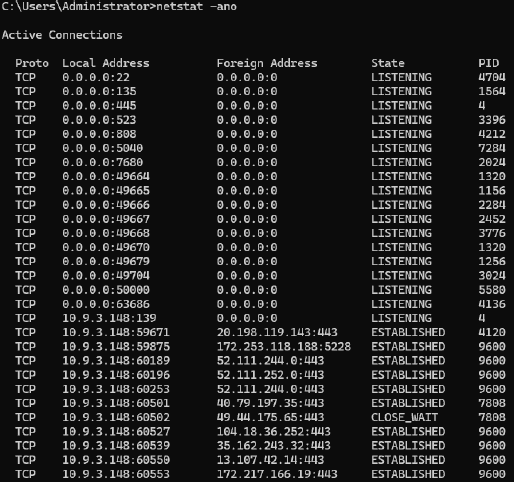 C:\Users\Administrator>netstat -ano
Active Connections
Proto Local Address Foreign Address State PID
TCP 0.0.0.0:22 0.0.0.0:0 LISTENING 4704
TCP 0.0.0.0:135 0.0.0.0:0 LISTENING 1564
TCP 0.0.0.0:445 0.0.0.0:0 LISTENING 4
TCP 0.0.0.0:523 0.0.0.0:0 LISTENING 3396
TCP 0.0.0.0:808 0.0.0.0:0 LISTENING 4212
TCP 0.0.0.0:5040 0.0.0.0:0 LISTENING 7284
TCP 0.0.0.0:7680 0.0.0.0:0 LISTENING 2024
TCP 0.0.0.0:49664 0.0.0.0:0 LISTENING 1320
TCP 0.0.0.0:49665 0.0.0.0:0 LISTENING 1156
TCP 0.0.0.0:49666 0.0.0.0:0 LISTENING 2284
TCP 0.0.0.0:49667 0.0.0.0:0 LISTENING 2452
TCP 0.0.0.0:49668 0.0.0.0:0 LISTENING 3776
TCP 0.0.0.0:49670 0.0.0.0:0 LISTENING 1320
TCP 0.0.0.0:49679 0.0.0.0:0 LISTENING 1256
TCP 0.0.0.0:49704 0.0.0.0:0 LISTENING 3024
TCP 0.0.0.0:50000 0.0.0.0:0 LISTENING 5580
TCP 0.0.0.0:63686 0.0.0.0:0 LISTENING 4136
TCP 10.9.3.148:139 0.0.0.0:0 LISTENING 4
TCP 10.9.3.148:59671 20.198.119.143:443 ESTABLISHED 4120
TCP 10.9.3.148:59875 172.253.118.188:5228 ESTABLISHED 9600
TCP 10.9.3.148:60189 52.111.244.0:443 ESTABLISHED 9600
TCP 10.9.3.148:60196 52.111.252.0:443 ESTABLISHED 9600
TCP 10.9.3.148:60253 52.111.244.0:443 ESTABLISHED 9600
TCP 10.9.3.148:60501 40.79.197.35:443 ESTABLISHED 7808
TCP 10.9.3.148:60502 49.44.175.65:443 CLOSE_WAIT 7808
TCP 10.9.3.148:60527 104.18.36.252:443 ESTABLISHED 9600
TCP 10.9.3.148:60539 35.162.243.32:443 ESTABLISHED 9600
TCP 10.9.3.148:60550 13.107.42.14:443 ESTABLISHED 9600
TCP 10.9.3.148:60553 172.217.166.19:443 ESTABLISHED 9600